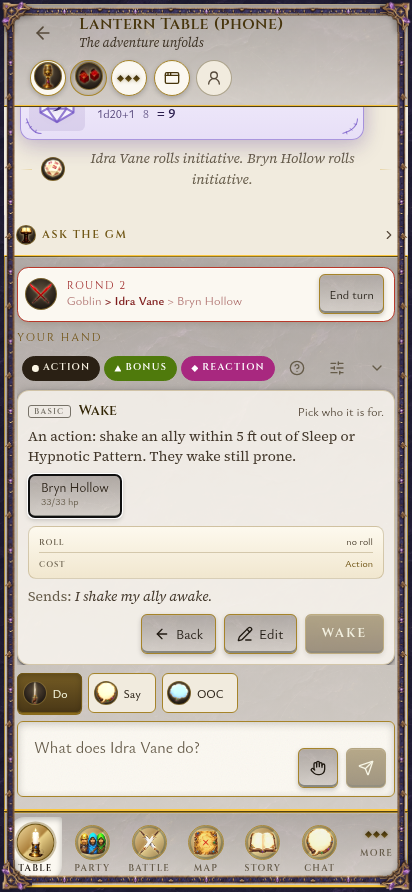 LANTERN TABLE (PHONE)
The adventure unfolds
1d20+1 8 = 9
Idra Vane rolls initiative. Bryn Hollow rolls
initiative.
ASK THE GM
ROUND 2
Goblin > Idra Vane > Bryn Hollow
End turn
YOUR HAND
ACTION
BONUS
REACTION
BASIC WAKE
Pick who it is for.
An action: shake an ally within 5 ft out of Sleep or
Hypnotic Pattern. They wake still prone.
Bryn Hollow
33/33 hp
ROLL no roll
COST Action
Sends: I shake my ally awake.
Back
Edit
WAKE
Do
Say
OOC
What does Idra Vane do?
TABLE
PARTY
BATTLE
MAP
STORY
CHAT
MORE